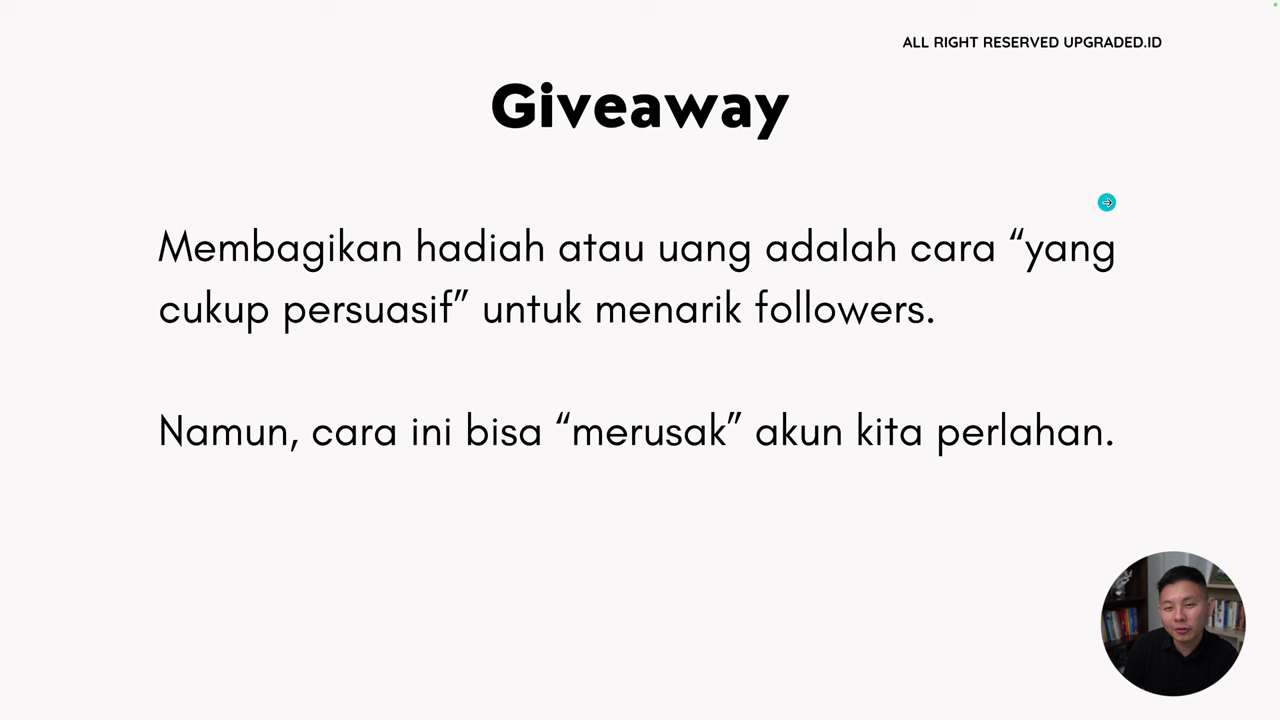 ALL RIGHT RESERVED UPGRADED.ID
Giveaway
Membagikan hadiah atau uang adalah cara “yang
cukup persuasif” untuk menarik followers.
Namun, cara ini bisa “merusak” akun kita perlahan.